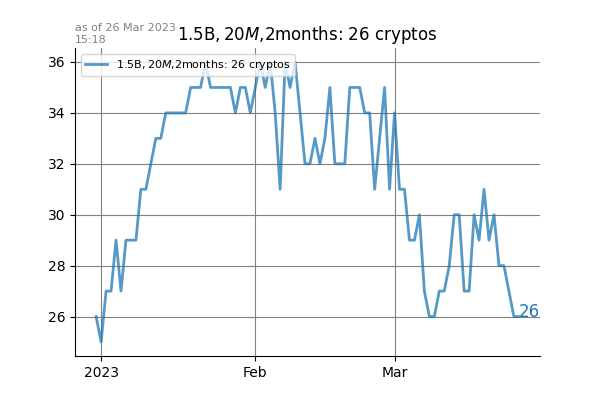 as of 26 Mar 2023
15:18
1.5B, 20M,2months: 26 cryptos
1.5B, 20M,2months: 26 cryptos
36
34
32
30
28
26
26
2023
Feb
Mar